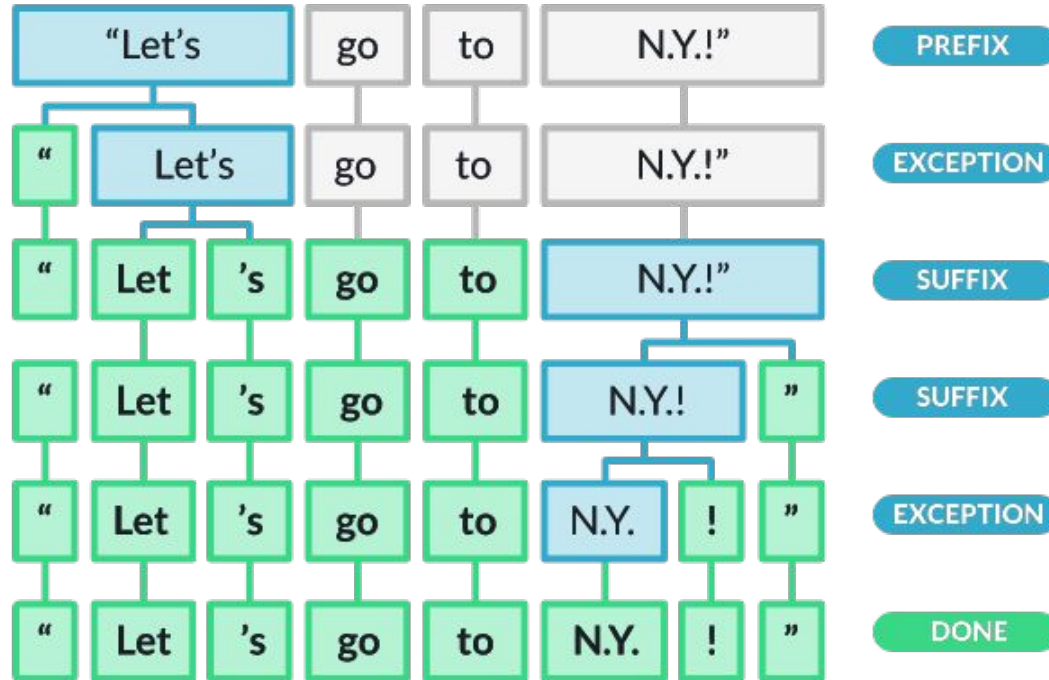 “Let’s go to N.Y.!” PREFIX
“ Let’s go to N.Y.!” EXCEPTION
“ Let ’s go to N.Y.!” SUFFIX
“ Let ’s go to N.Y.! ” SUFFIX
“ Let ’s go to N.Y. ! ” EXCEPTION
“ Let ’s go to N.Y. ! ” DONE